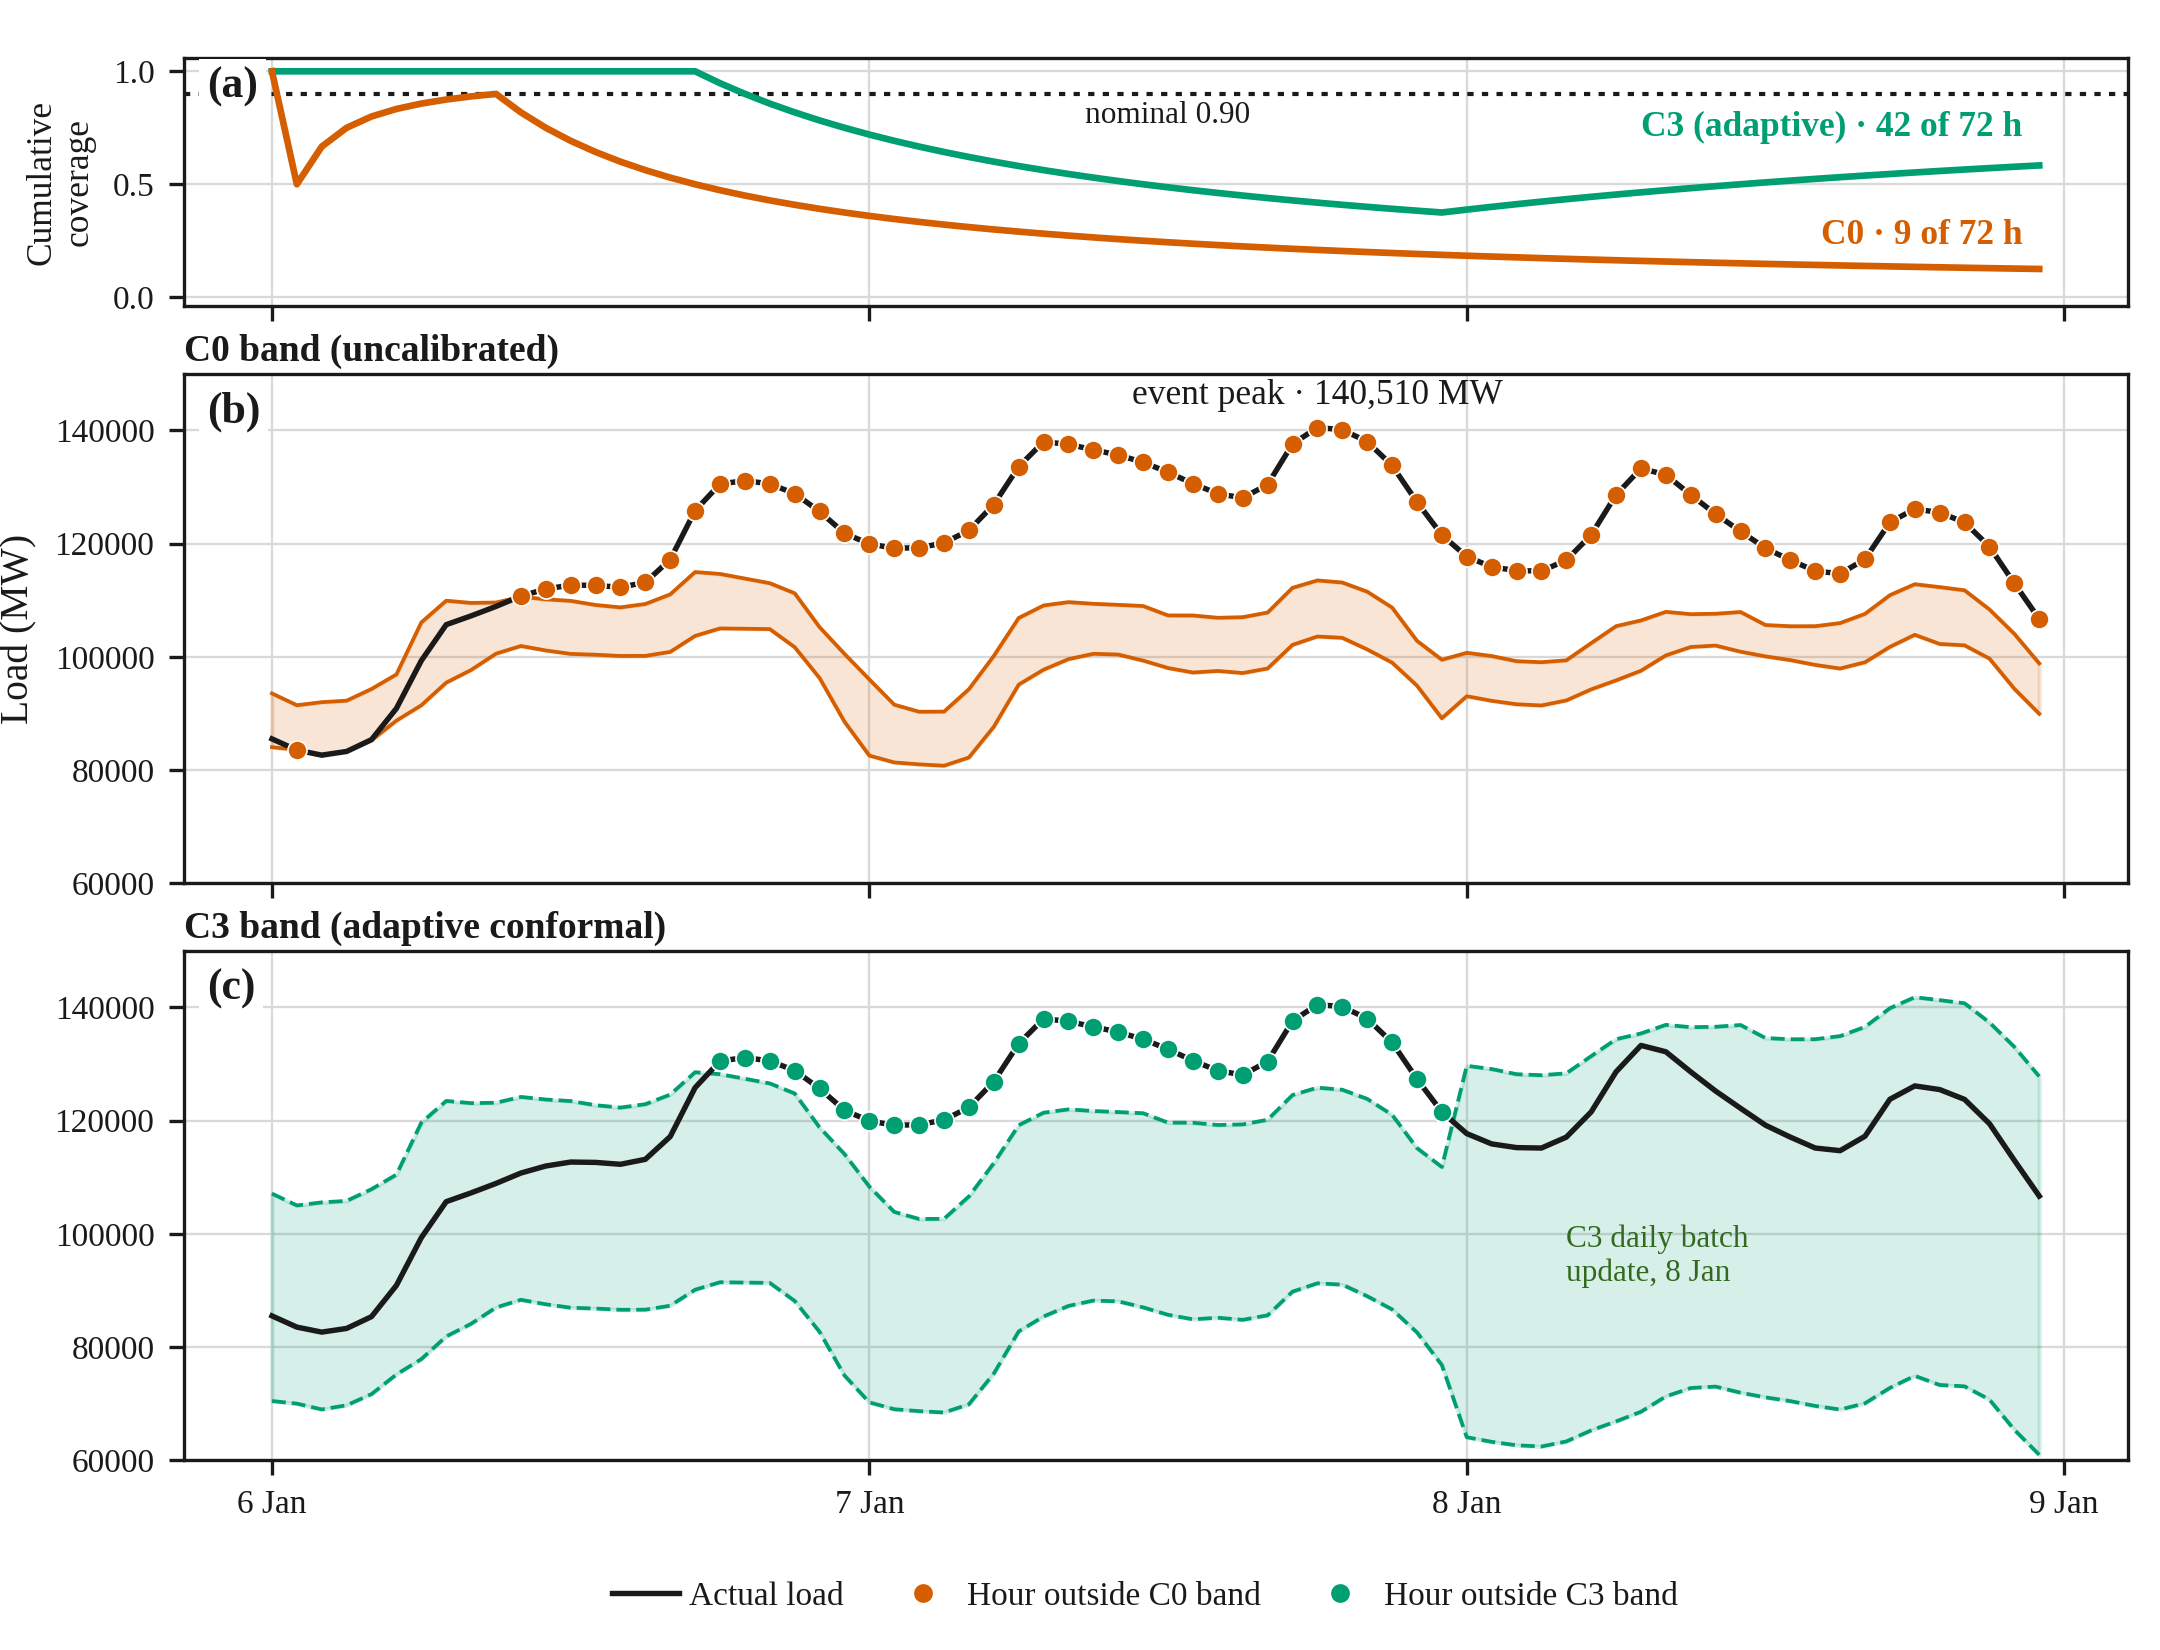 (a)
1.0
0.5
0.0
Cumulative
coverage
nominal 0.90
C3 (adaptive) · 42 of 72 h
C0 · 9 of 72 h
C0 band (uncalibrated)
(b)
event peak · 140,510 MW
140000
120000
100000
80000
60000
Load (MW)
C3 band (adaptive conformal)
(c)
140000
120000
100000
80000
60000
C3 daily batch
update, 8 Jan
6 Jan
7 Jan
8 Jan
9 Jan
Actual load
Hour outside C0 band
Hour outside C3 band